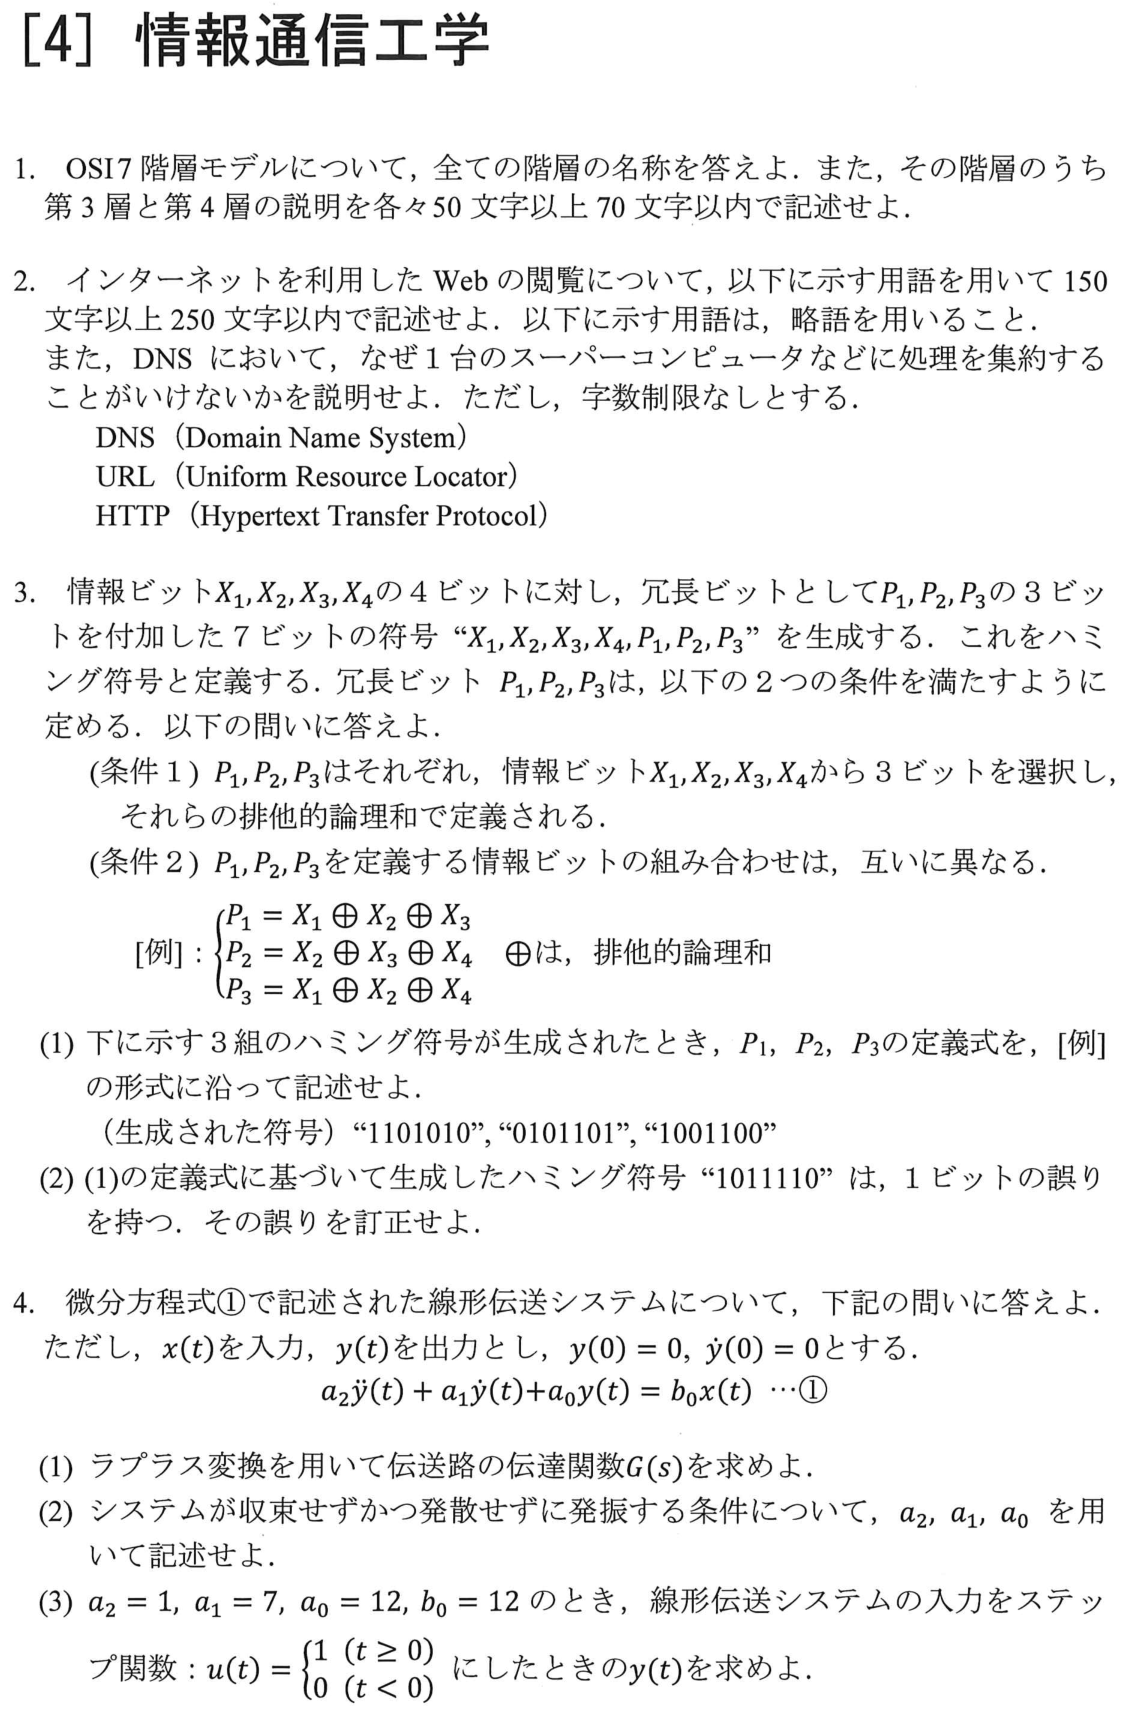 [4] 情報通信工学
1. OSI7 階層モデルについて，全ての階層の名称を答えよ．また，その階層のうち
第 3 層と第 4 層の説明を各々50 文字以上 70 文字以内で記述せよ．
2. インターネットを利用した Web の閲覧について，以下に示す用語を用いて 150
文字以上 250 文字以内で記述せよ．以下に示す用語は，略語を用いること．
また，DNS において，なぜ１台のスーパーコンピュータなどに処理を集約する
ことがいけないかを説明せよ．ただし，字数制限なしとする．
DNS（Domain Name System）
URL（Uniform Resource Locator）
HTTP（Hypertext Transfer Protocol）
3. 情報ビットX₁, X₂, X₃, X₄の４ビットに対し，冗長ビットとしてP₁, P₂, P₃の３ビッ
トを付加した７ビットの符号 “X₁, X₂, X₃, X₄, P₁, P₂, P₃” を生成する．これをハミ
ング符号と定義する．冗長ビット P₁, P₂, P₃は，以下の２つの条件を満たすように
定める．以下の問いに答えよ．
(条件１) P₁, P₂, P₃はそれぞれ，情報ビットX₁, X₂, X₃, X₄から３ビットを選択し，
それらの排他的論理和で定義される．
(条件２) P₁, P₂, P₃を定義する情報ビットの組み合わせは，互いに異なる．
P₁ = X₁ ⊕ X₂ ⊕ X₃
[例] : { P₂ = X₂ ⊕ X₃ ⊕ X₄ ⊕は，排他的論理和
P₃ = X₁ ⊕ X₂ ⊕ X₄
(1) 下に示す３組のハミング符号が生成されたとき，P₁，P₂，P₃の定義式を，[例]
の形式に沿って記述せよ．
（生成された符号）“1101010”, “0101101”, “1001100”
(2) (1)の定義式に基づいて生成したハミング符号 “1011110” は，１ビットの誤り
を持つ．その誤りを訂正せよ．
4. 微分方程式①で記述された線形伝送システムについて，下記の問いに答えよ．
ただし，x(t)を入力，y(t)を出力とし，y(0) = 0, ẏ(0) = 0とする．
a₂ÿ(t) + a₁ẏ(t)+a₀y(t) = b₀x(t) …①
(1) ラプラス変換を用いて伝送路の伝達関数G(s)を求めよ．
(2) システムが収束せずかつ発散せずに発振する条件について，a₂, a₁, a₀ を用
いて記述せよ．
(3) a₂ = 1, a₁ = 7, a₀ = 12, b₀ = 12 のとき，線形伝送システムの入力をステッ
プ関数 : u(t) = { 1 (t ≥ 0) 0 (t < 0) にしたときのy(t)を求めよ．